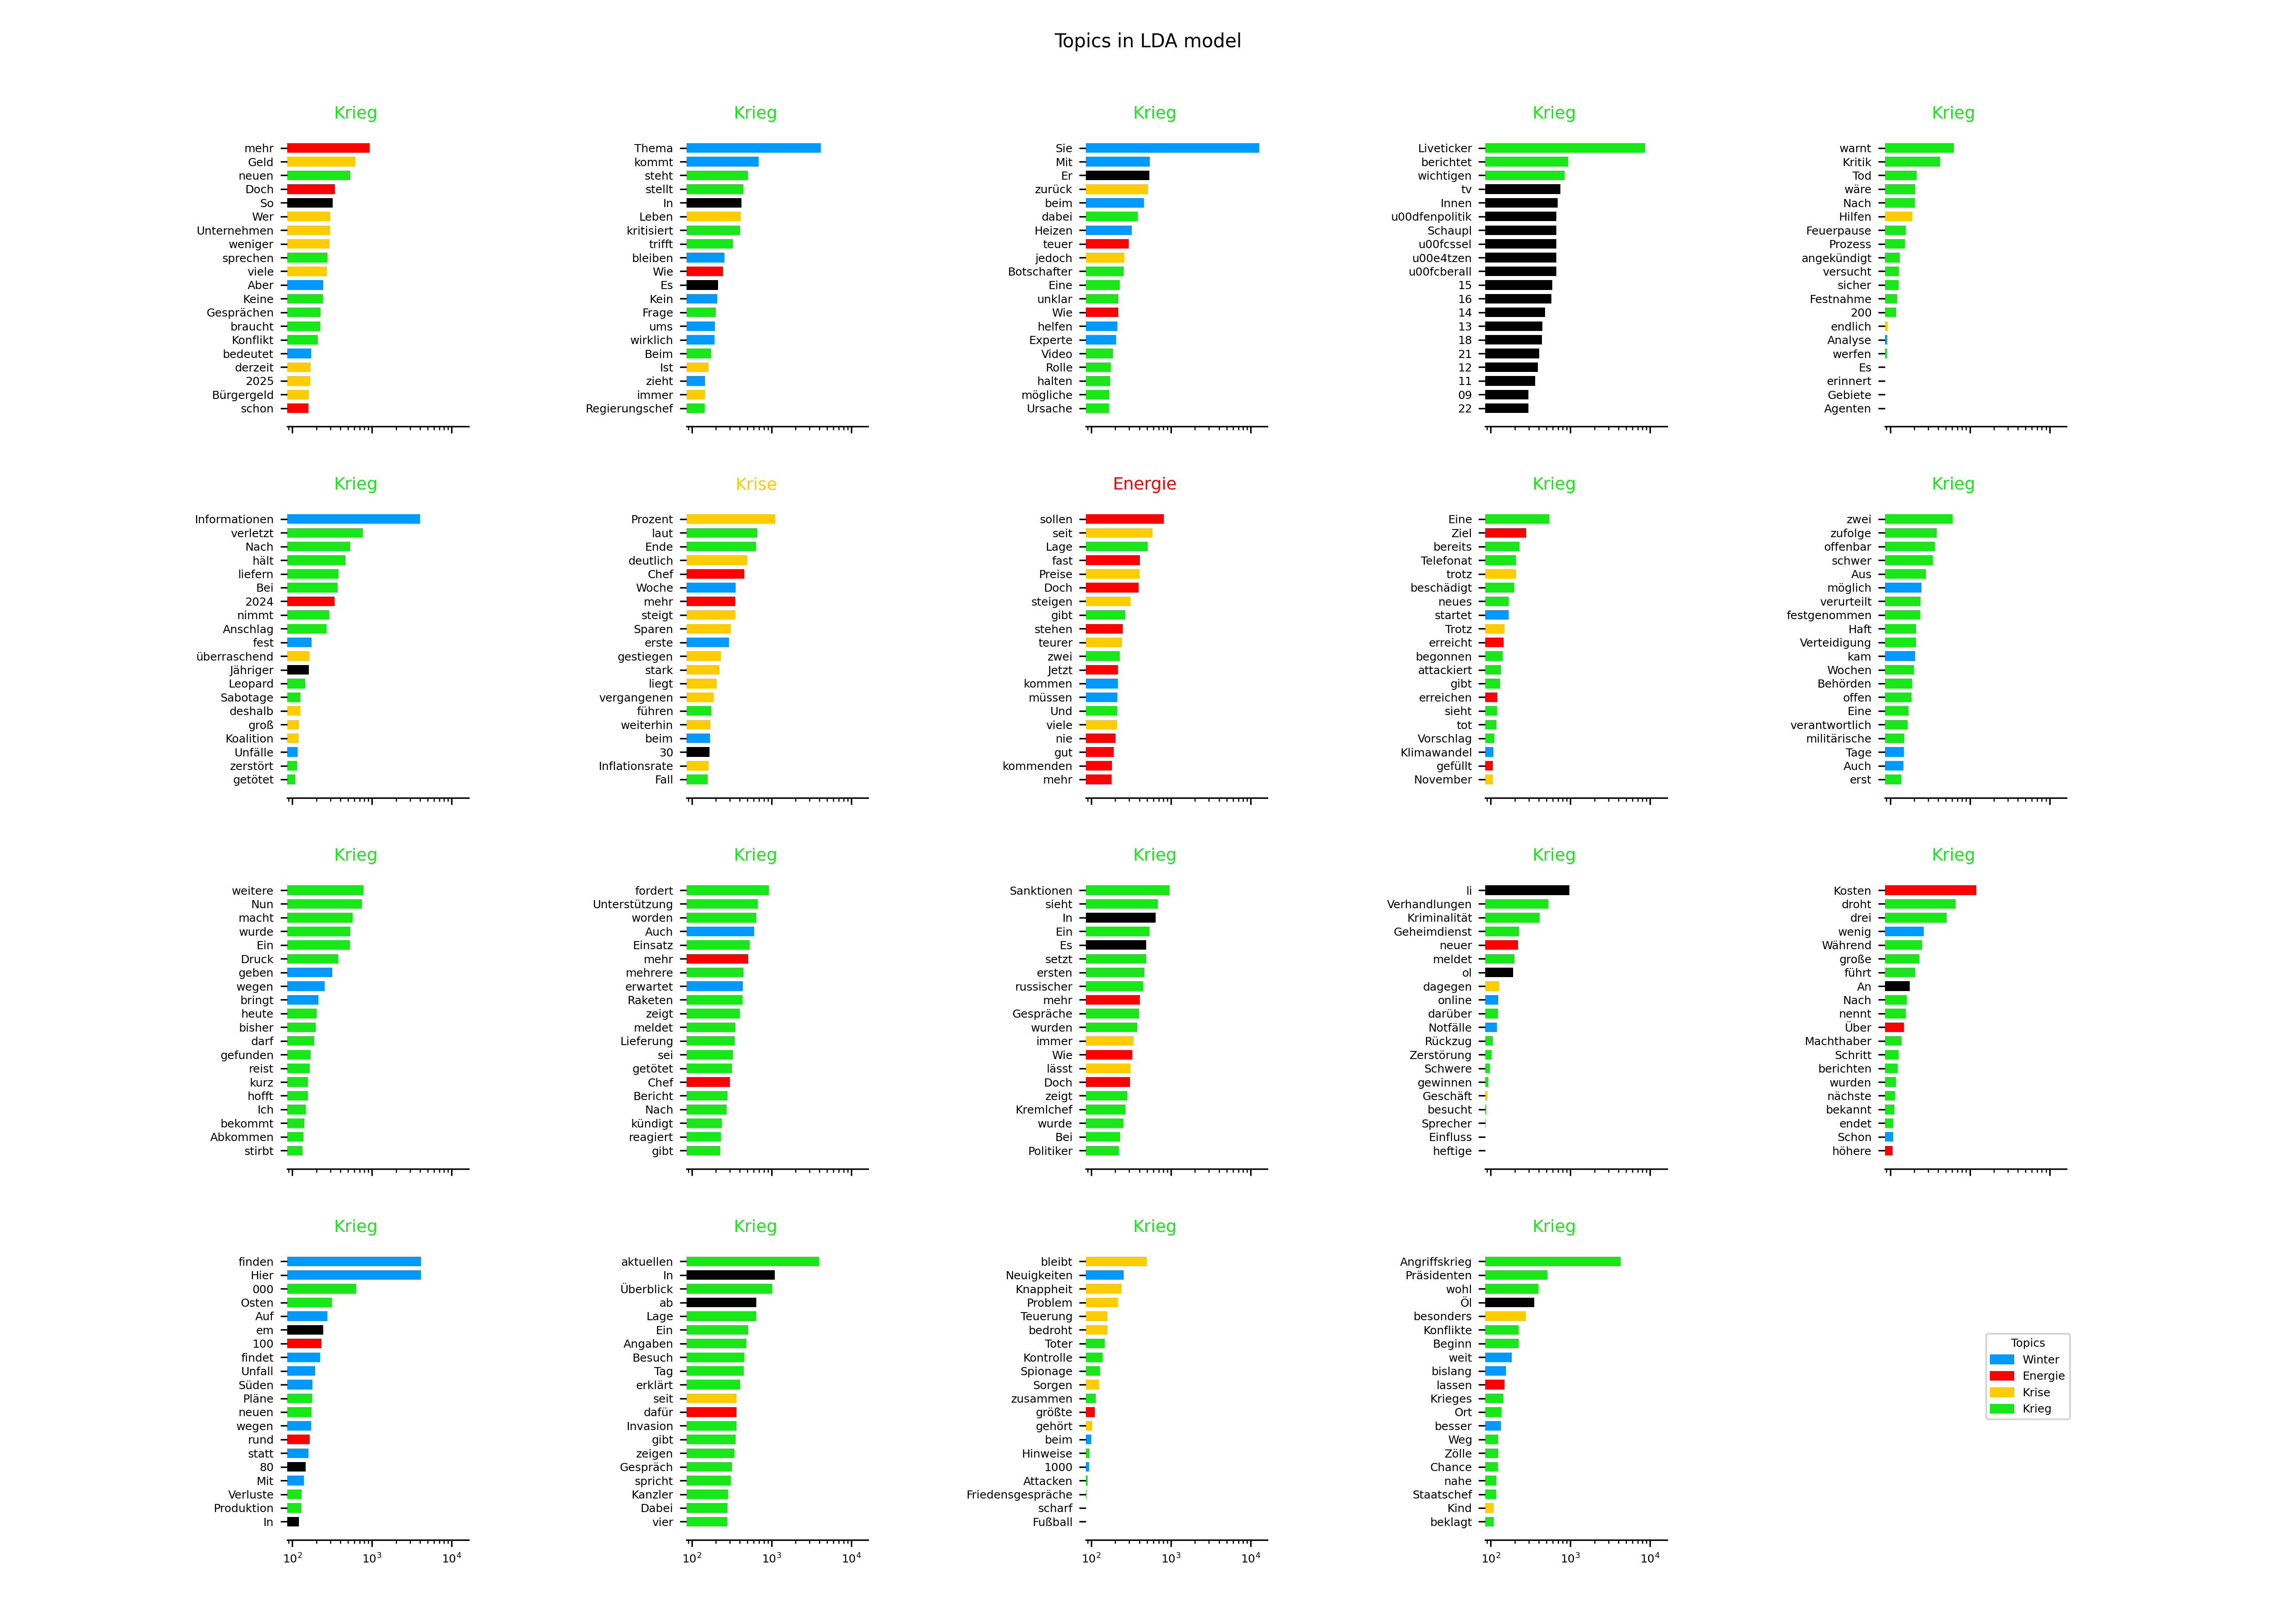 Topics in LDA model
Krieg
mehr
Geld
neuen
Doch
So
Wer
Unternehmen
weniger
sprechen
viele
Aber
Keine
Gesprächen
braucht
Konflikt
bedeutet
derzeit
2025
Bürgergeld
schon
Krieg
Thema
kommt
steht
stellt
In
Leben
kritisiert
trifft
bleiben
Wie
Es
Kein
Frage
ums
wirklich
Beim
Ist
zieht
immer
Regierungschef
Krieg
Sie
Mit
Er
zurück
beim
dabei
Heizen
teuer
jedoch
Botschafter
Eine
unklar
Wie
helfen
Experte
Video
Rolle
halten
mögliche
Ursache
Krieg
Liveticker
berichtet
wichtigen
tv
Innen
u00dfenpolitik
Schaupl
u00fcssel
u00e4tzen
u00fcberall
15
16
14
13
18
21
12
11
09
22
Krieg
warnt
Kritik
Tod
wäre
Nach
Hilfen
Feuerpause
Prozess
angekündigt
versucht
sicher
Festnahme
200
endlich
Analyse
werfen
Es
erinnert
Gebiete
Agenten
Krieg
Informationen
verletzt
Nach
hält
liefern
Bei
2024
nimmt
Anschlag
fest
überraschend
Jähriger
Leopard
Sabotage
deshalb
groß
Koalition
Unfälle
zerstört
getötet
Krise
Prozent
laut
Ende
deutlich
Chef
Woche
mehr
steigt
Sparen
erste
gestiegen
stark
liegt
vergangenen
führen
weiterhin
beim
30
Inflationsrate
Fall
Energie
sollen
seit
Lage
fast
Preise
Doch
steigen
gibt
stehen
teurer
zwei
Jetzt
kommen
müssen
Und
viele
nie
gut
kommenden
mehr
Krieg
Eine
Ziel
bereits
Telefonat
trotz
beschädigt
neues
startet
Trotz
erreicht
begonnen
attackiert
gibt
erreichen
sieht
tot
Vorschlag
Klimawandel
gefüllt
November
Krieg
zwei
zufolge
offenbar
schwer
Aus
möglich
verurteilt
festgenommen
Haft
Verteidigung
kam
Wochen
Behörden
offen
Eine
verantwortlich
militärische
Tage
Auch
erst
Krieg
weitere
Nun
macht
wurde
Ein
Druck
geben
wegen
bringt
heute
bisher
darf
gefunden
reist
kurz
hofft
Ich
bekommt
Abkommen
stirbt
Krieg
fordert
Unterstützung
worden
Auch
Einsatz
mehr
mehrere
erwartet
Raketen
zeigt
meldet
Lieferung
sei
getötet
Chef
Bericht
Nach
kündigt
reagiert
gibt
Krieg
Sanktionen
sieht
In
Ein
Es
setzt
ersten
russischer
mehr
Gespräche
wurden
immer
Wie
lässt
Doch
zeigt
Kremlchef
wurde
Bei
Politiker
Krieg
li
Verhandlungen
Kriminalität
Geheimdienst
neuer
meldet
ol
dagegen
online
darüber
Notfälle
Rückzug
Zerstörung
Schwere
gewinnen
Geschäft
besucht
Sprecher
Einfluss
heftige
Krieg
Kosten
droht
drei
wenig
Während
große
führt
An
Nach
nennt
Über
Machthaber
Schritt
berichten
wurden
nächste
bekannt
endet
Schon
höhere
Krieg
finden
Hier
000
Osten
Auf
em
100
findet
Unfall
Süden
Pläne
neuen
wegen
rund
statt
80
Mit
Verluste
Produktion
In
10² 10³ 10⁴
Krieg
aktuellen
In
Überblick
ab
Lage
Ein
Angaben
Besuch
Tag
erklärt
seit
dafür
Invasion
gibt
zeigen
Gespräch
spricht
Kanzler
Dabei
vier
10² 10³ 10⁴
Krieg
bleibt
Neuigkeiten
Knappheit
Problem
Teuerung
bedroht
Toter
Kontrolle
Spionage
Sorgen
zusammen
größte
gehört
beim
Hinweise
1000
Attacken
Friedensgespräche
scharf
Fußball
10² 10³ 10⁴
Krieg
Angriffskrieg
Präsidenten
wohl
Öl
besonders
Konflikte
Beginn
weit
bislang
lassen
Krieges
Ort
besser
Weg
Zölle
Chance
nahe
Staatschef
Kind
beklagt
10² 10³ 10⁴
Topics
Winter
Energie
Krise
Krieg